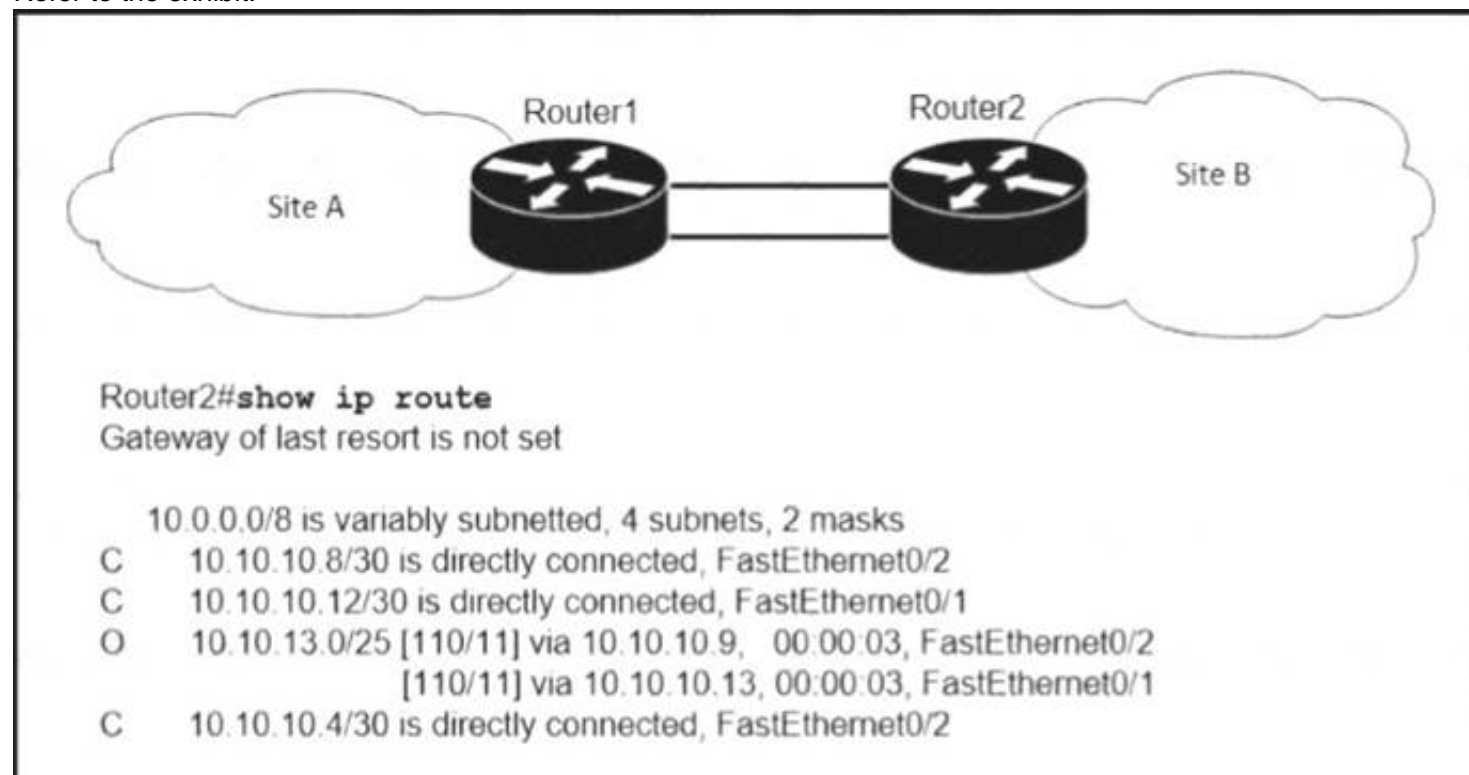 Refer to the exhibit.
Router1
Router2
Site A
Site B
Router2#show ip route
Gateway of last resort is not set
10.0.0.0/8 is variably subnetted, 4 subnets, 2 masks
C 10.10.10.8/30 is directly connected, FastEthernet0/2
C 10.10.10.12/30 is directly connected, FastEthernet0/1
O 10.10.13.0/25 [110/11] via 10.10.10.9, 00:00:03, FastEthernet0/2
[110/11] via 10.10.10.13, 00:00:03, FastEthernet0/1
C 10.10.10.4/30 is directly connected, FastEthernet0/2